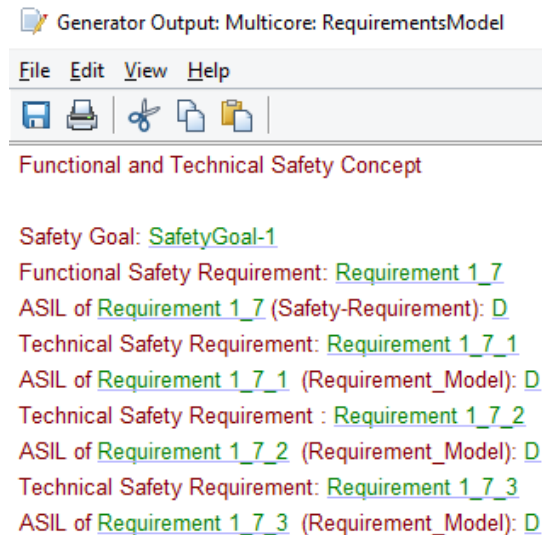 Generator Output: Multicore: RequirementsModel
File Edit View Help
Functional and Technical Safety Concept
Safety Goal: SafetyGoal-1
Functional Safety Requirement: Requirement 1_7
ASIL of Requirement 1_7 (Safety-Requirement): D
Technical Safety Requirement: Requirement 1_7_1
ASIL of Requirement 1_7_1 (Requirement_Model): D
Technical Safety Requirement : Requirement 1_7_2
ASIL of Requirement 1_7_2 (Requirement_Model): D
Technical Safety Requirement: Requirement 1_7_3
ASIL of Requirement 1_7_3 (Requirement_Model): D